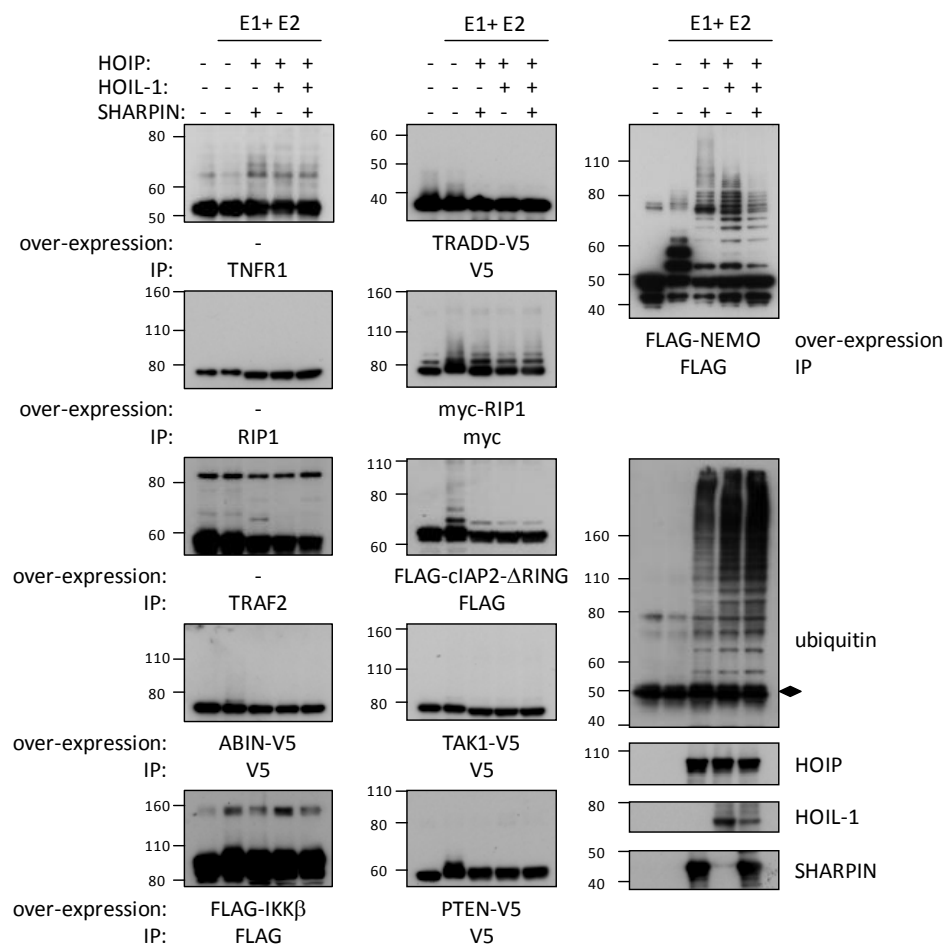 E1+ E2
E1+ E2
E1+ E2
HOIP: - - + + +
- - + + +
- - + + +
HOIL-1: - - - + +
- - - + +
- - - + +
SHARPIN: - - + - +
- - + - +
- - + - +
80
60
50
over-expression: -
IP: TNFR1
60
50
40
TRADD-V5
V5
110
80
60
50
40
FLAG-NEMO over-expression
FLAG IP
160
110
80
over-expression: -
IP: RIP1
160
110
80
myc-RIP1
myc
80
60
over-expression: -
IP: TRAF2
110
80
60
FLAG-cIAP2-ΔRING
FLAG
160
110
80
60
50
40
ubiquitin
110
80
over-expression: ABIN-V5
IP: V5
160
110
80
TAK1-V5
V5
110
HOIP
80
HOIL-1
50
40
SHARPIN
160
110
80
over-expression: FLAG-IKKβ
IP: FLAG
110
80
60
PTEN-V5
V5